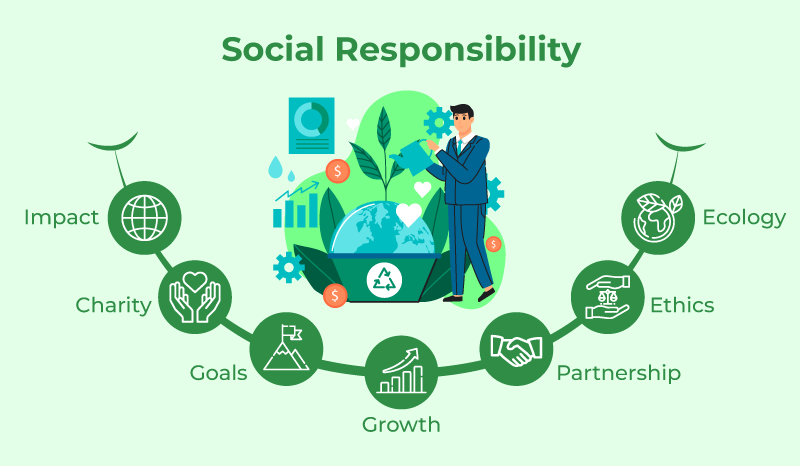 Social Responsibility
$
$
$
Impact
Charity
Goals
Growth
Partnership
Ethics
Ecology